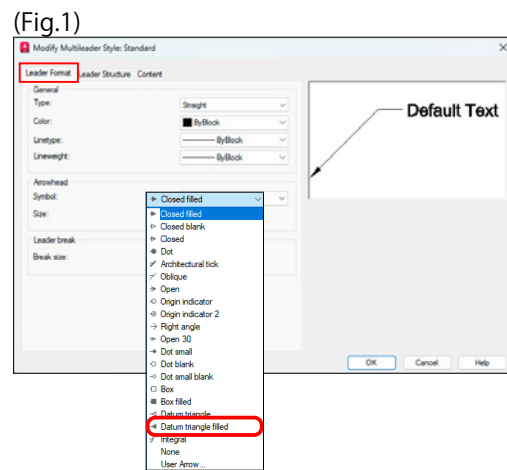 (Fig.1)
Modify Multileader Style: Standard
Leader Format Leader Structure Content
General
Type: Straight
Color: ByBlock
Linetype: ByBlock
Lineweight: ByBlock
Default Text
Arrowhead
Symbol: Closed filled
Size:
Leader break
Break size:
Closed filled
Closed blank
Closed
Dot
Architectural tick
Oblique
Open
Origin indicator
Origin indicator 2
Right angle
Open 30
Dot small
Dot blank
Dot small blank
Box
Box filled
Datum triangle
Datum triangle filled
Integral
None
User Arrow...
OK Cancel Help